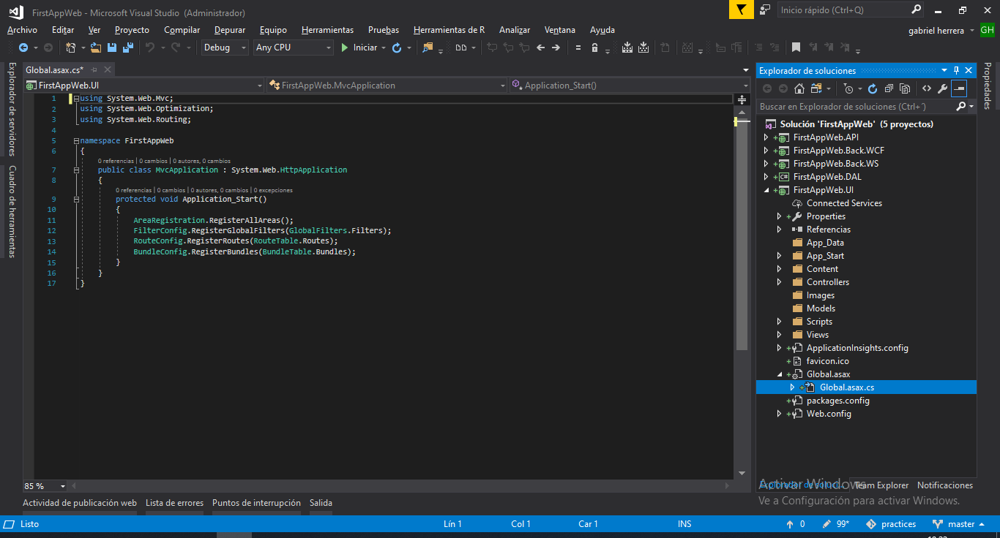 FirstAppWeb - Microsoft Visual Studio (Administrador)
Inicio rápido (Ctrl+Q)
Archivo Editar Ver Proyecto Compilar Depurar Equipo Herramientas Pruebas Herramientas de R Analizar Ventana Ayuda
gabriel herrera GH
Debug Any CPU Iniciar
Explorador de servidores
Cuadro de herramientas
Global.asax.cs*
FirstAppWeb.UI FirstAppWeb.MvcApplication Application_Start()
1 using System.Web.Mvc;
2 using System.Web.Optimization;
3 using System.Web.Routing;
4
5 namespace FirstAppWeb
6 {
0 referencias | 0 cambios | 0 autores, 0 cambios
7 public class MvcApplication : System.Web.HttpApplication
8 {
0 referencias | 0 cambios | 0 autores, 0 cambios | 0 excepciones
9 protected void Application_Start()
10 {
11 AreaRegistration.RegisterAllAreas();
12 FilterConfig.RegisterGlobalFilters(GlobalFilters.Filters);
13 RouteConfig.RegisterRoutes(RouteTable.Routes);
14 BundleConfig.RegisterBundles(BundleTable.Bundles);
15 }
16 }
17 }
85 %
Explorador de soluciones
Buscar en Explorador de soluciones (Ctrl+´)
Solución 'FirstAppWeb' (5 proyectos)
FirstAppWeb.API
FirstAppWeb.Back.WCF
FirstAppWeb.Back.WS
C# FirstAppWeb.DAL
FirstAppWeb.UI
Connected Services
Properties
Referencias
App_Data
App_Start
Content
Controllers
Images
Models
Scripts
Views
ApplicationInsights.config
favicon.ico
Global.asax
Global.asax.cs
packages.config
Web.config
Propiedades
Explorador de soluci... Team Explorer Notificaciones
Activar Windows
Ve a Configuración para activar Windows.
Actividad de publicación web Lista de errores Puntos de interrupción Salida
Listo Lín 1 Col 1 Car 1 INS 0 99* practices master